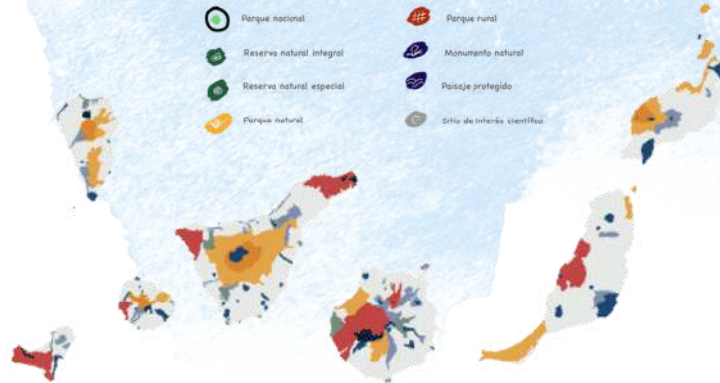 Parque nacional
Reserva natural integral
Reserva natural especial
Parque natural
Parque rural
Monumento natural
Paisaje protegido
Sitio de interés científico